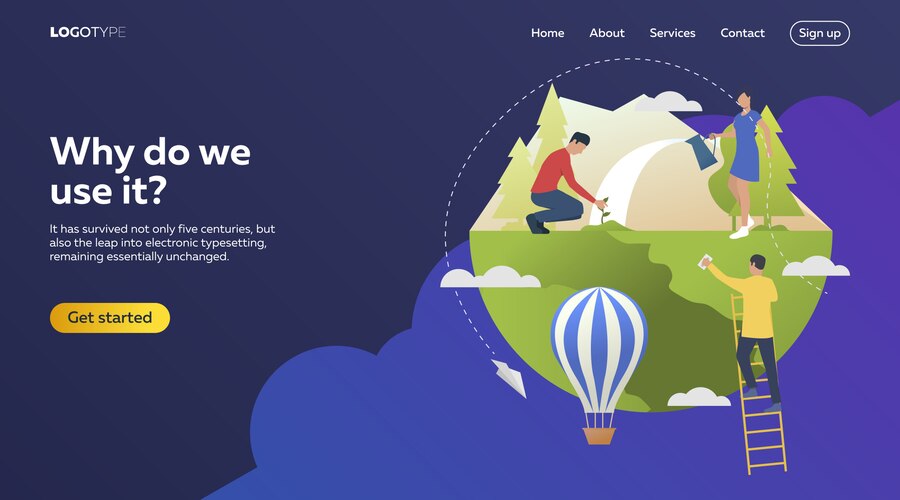 LOGOTYPE
Home
About
Services
Contact
Sign up
Why do we
use it?
It has survived not only five centuries, but
also the leap into electronic typesetting,
remaining essentially unchanged.
Get started